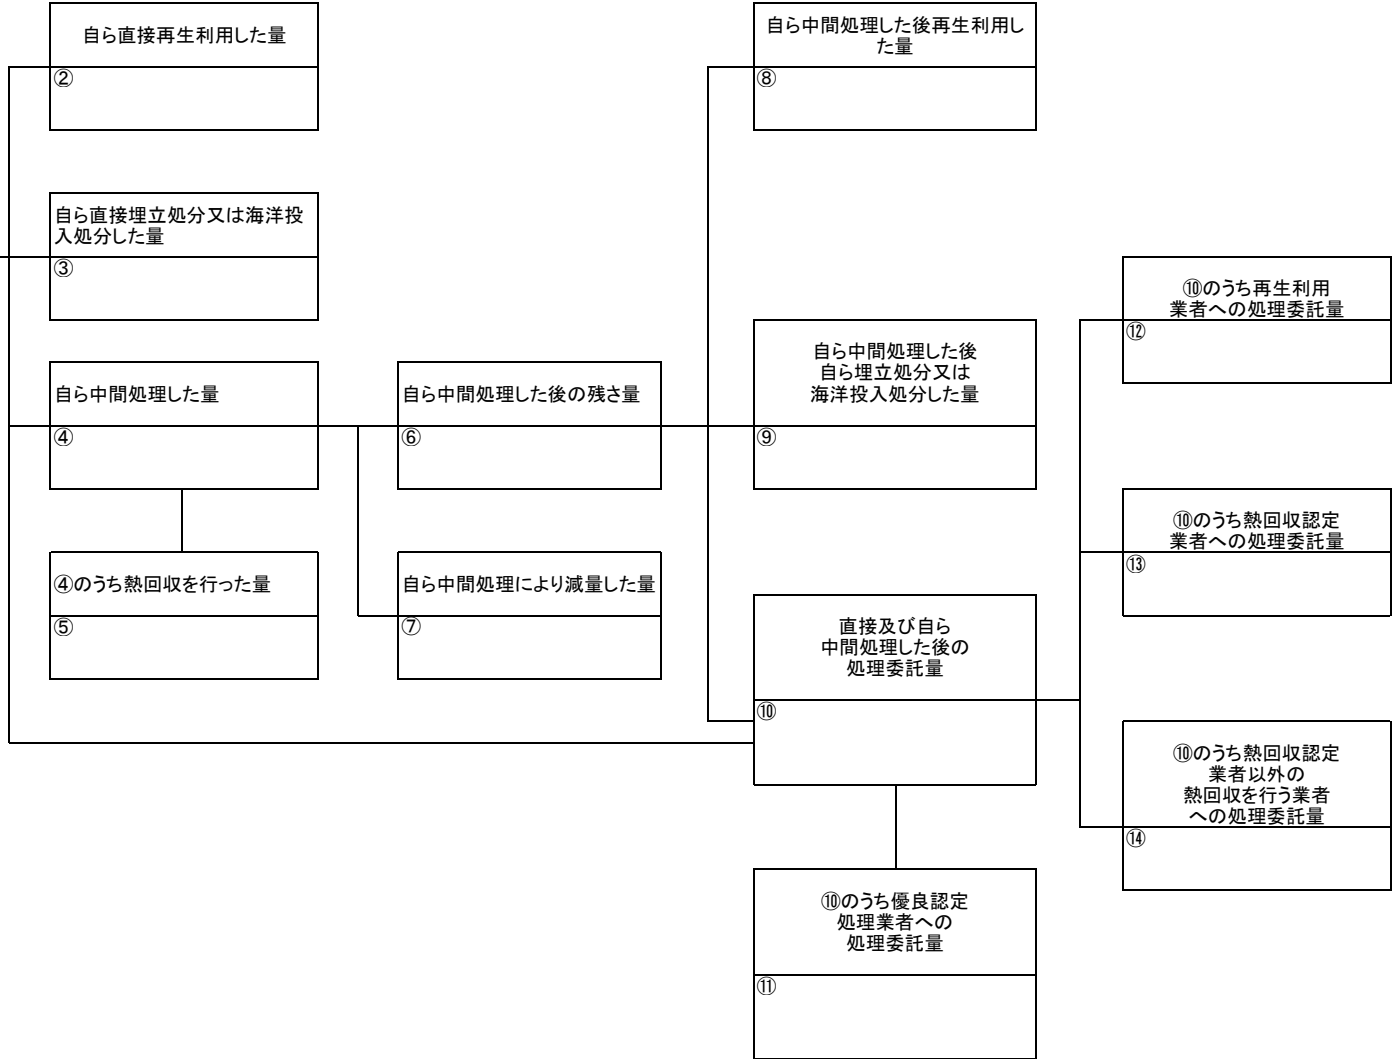 自ら直接再生利用した量
②
自ら直接埋立処分又は海洋投
入処分した量
③
自ら中間処理した量
④
④のうち熱回収を行った量
⑤
自ら中間処理した後の残さ量
⑥
自ら中間処理により減量した量
⑦
自ら中間処理した後再生利用し
た量
⑧
自ら中間処理した後
自ら埋立処分又は
海洋投入処分した量
⑨
直接及び自ら
中間処理した後の
処理委託量
⑩
⑩のうち優良認定
処理業者への
処理委託量
⑪
⑩のうち再生利用
業者への処理委託量
⑫
⑩のうち熱回収認定
業者への処理委託量
⑬
⑩のうち熱回収認定
業者以外の
熱回収を行う業者
への処理委託量
⑭